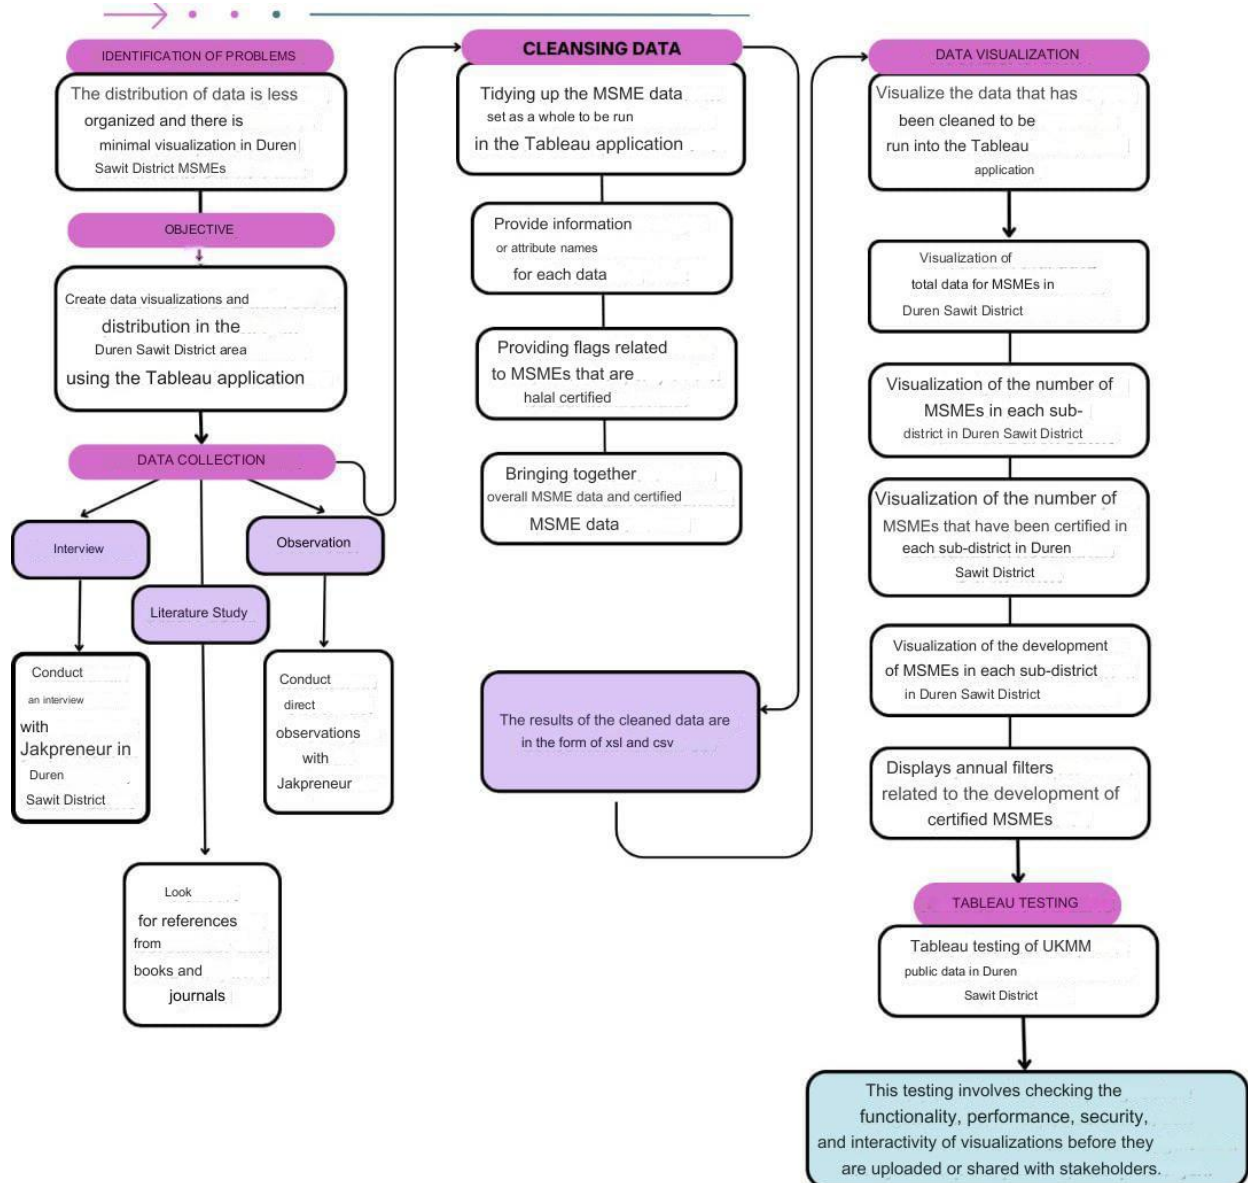 IDENTIFICATION OF PROBLEMS
The distribution of data is less
organized and there is
minimal visualization in Duren
Sawit District MSMEs
OBJECTIVE
Create data visualizations and
distribution in the
Duren Sawit District area
using the Tableau application
DATA COLLECTION
Interview
Observation
Literature Study
Conduct
an interview
with
Jakpreneur in
Duren
Sawit District
Conduct
direct
observations
with
Jakpreneur
Look
for references
from
books and
journals
CLEANSING DATA
Tidying up the MSME data
set as a whole to be run
in the Tableau application
Provide information
or attribute names
for each data
Providing flags related
to MSMEs that are
halal certified
Bringing together
overall MSME data and certified
MSME data
The results of the cleaned data are
in the form of xsl and csv
DATA VISUALIZATION
Visualize the data that has
been cleaned to be
run into the Tableau
application
Visualization of
total data for MSMEs in
Duren Sawit District
Visualization of the number of
MSMEs in each sub-
district in Duren Sawit District
Visualization of the number of
MSMEs that have been certified in
each sub-district in Duren
Sawit District
Visualization of the development
of MSMEs in each sub-district
in Duren Sawit District
Displays annual filters
related to the development of
certified MSMEs
TABLEAU TESTING
Tableau testing of UKMM
public data in Duren
Sawit District
This testing involves checking the
functionality, performance, security,
and interactivity of visualizations before they
are uploaded or shared with stakeholders.